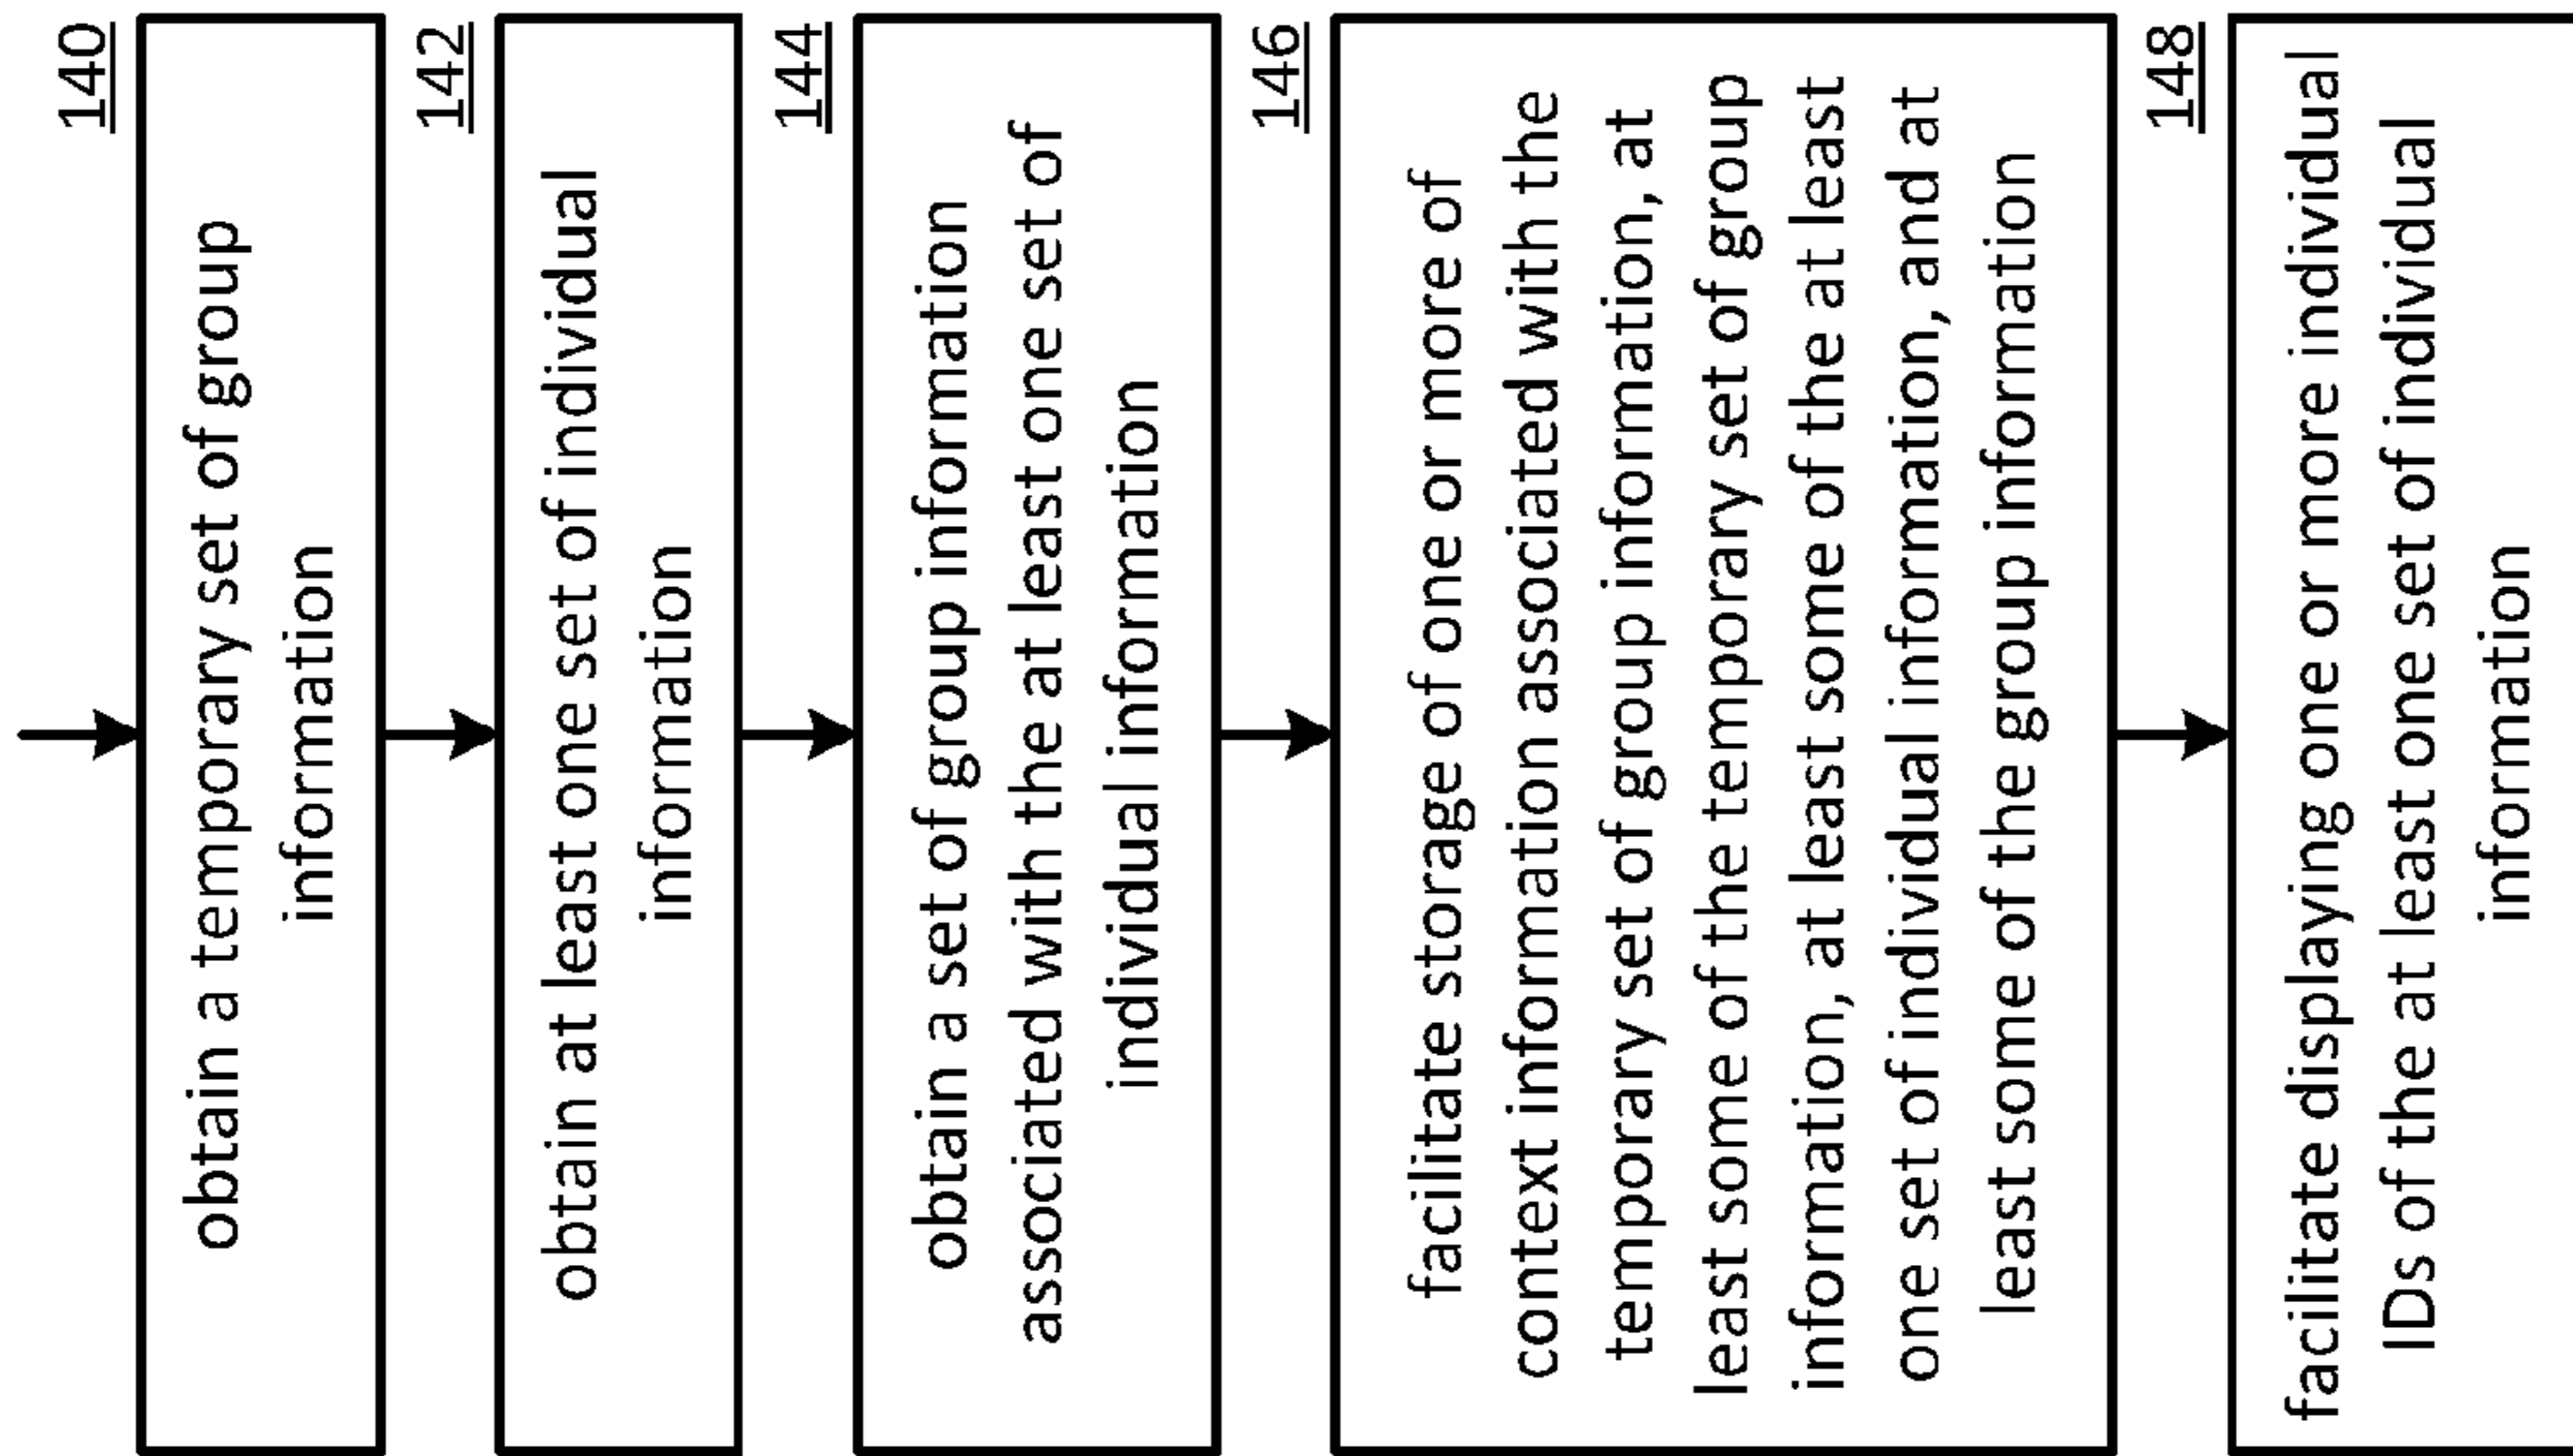 140
obtain a temporary set of group
information
142
obtain at least one set of individual
information
144
obtain a set of group information
associated with the at least one set of
individual information
146
facilitate storage of one or more of
context information associated with the
temporary set of group information, at
least some of the temporary set of group
information, at least some of the at least
one set of individual information, and at
least some of the group information
148
facilitate displaying one or more individual
IDs of the at least one set of individual
information